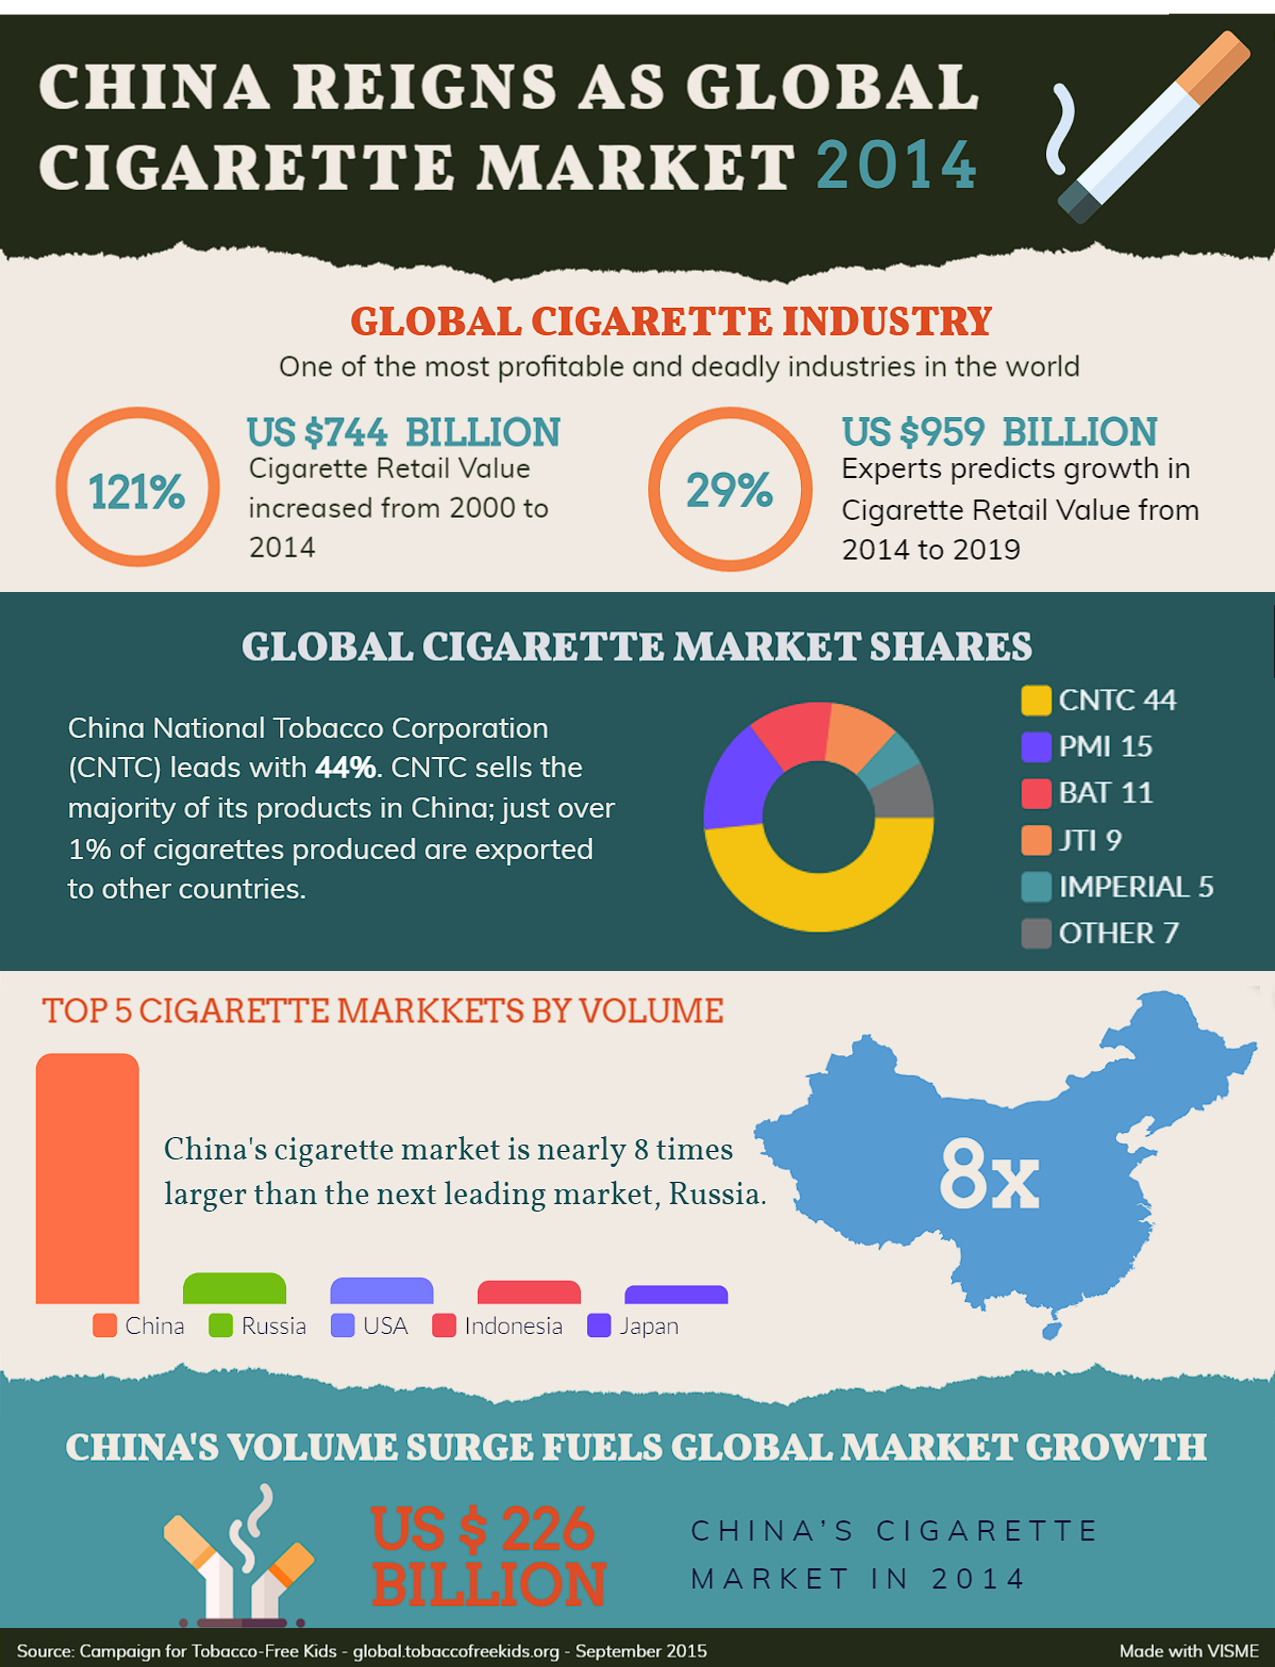 CHINA REIGNS AS GLOBAL
CIGARETTE MARKET 2014
GLOBAL CIGARETTE INDUSTRY
One of the most profitable and deadly industries in the world
121%
US $744 BILLION
Cigarette Retail Value
increased from 2000 to
2014
29%
US $959 BILLION
Experts predicts growth in
Cigarette Retail Value from
2014 to 2019
GLOBAL CIGARETTE MARKET SHARES
China National Tobacco Corporation
(CNTC) leads with 44%. CNTC sells the
majority of its products in China; just over
1% of cigarettes produced are exported
to other countries.
CNTC 44
PMI 15
BAT 11
JTI 9
IMPERIAL 5
OTHER 7
TOP 5 CIGARETTE MARKKETS BY VOLUME
China's cigarette market is nearly 8 times
larger than the next leading market, Russia.
8x
China
Russia
USA
Indonesia
Japan
CHINA'S VOLUME SURGE FUELS GLOBAL MARKET GROWTH
US $ 226
BILLION
CHINA'S CIGARETTE
MARKET IN 2014
Source: Campaign for Tobacco-Free Kids - global.tobaccofreekids.org - September 2015
Made with VISME